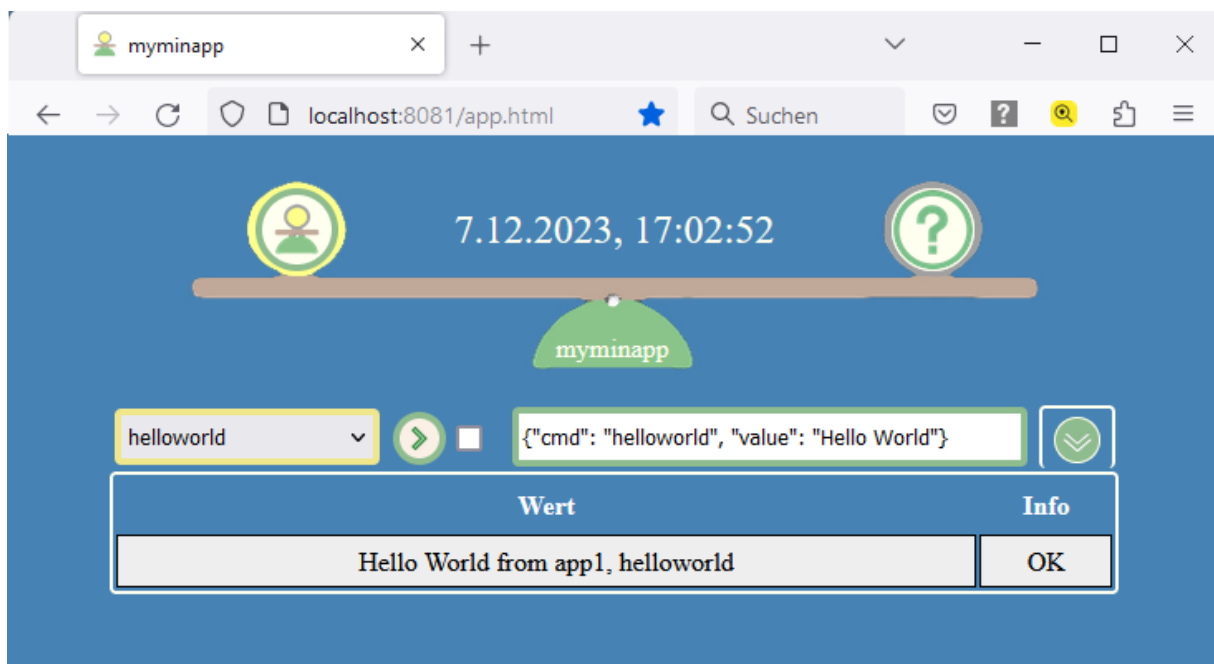 myminapp
localhost:8081/app.html Suchen
7.12.2023, 17:02:52
myminapp
helloworld {"cmd": "helloworld", "value": "Hello World"}
Wert Info
Hello World from app1, helloworld OK